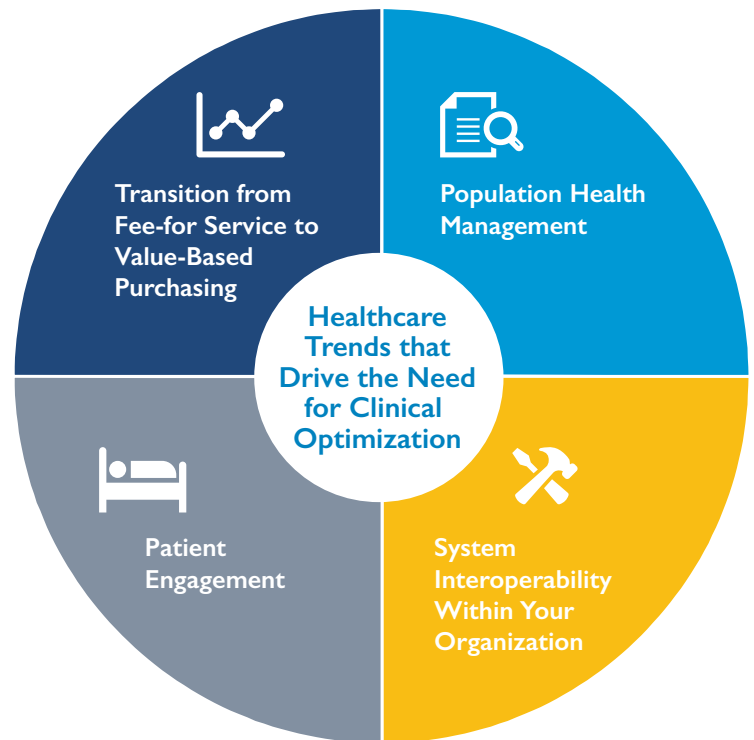 Transition from
Fee-for Service to
Value-Based
Purchasing
Population Health
Management
Healthcare
Trends that
Drive the Need
for Clinical
Optimization
Patient
Engagement
System
Interoperability
Within Your
Organization